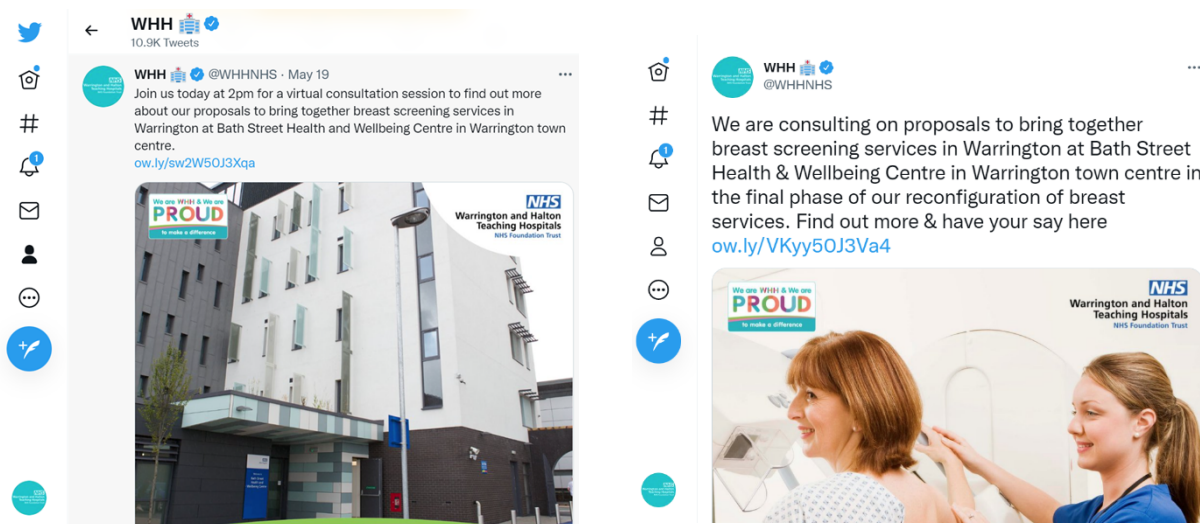 WHH
10.9K Tweets
WHH @WHHNHS · May 19
Join us today at 2pm for a virtual consultation session to find out more
about our proposals to bring together breast screening services in
Warrington at Bath Street Health and Wellbeing Centre in Warrington town
centre.
ow.ly/sw2W50J3Xqa
We are WHH & We are
PROUD
to make a difference
NHS
Warrington and Halton
Teaching Hospitals
NHS Foundation Trust
1
WHH
@WHHNHS
We are consulting on proposals to bring together
breast screening services in Warrington at Bath Street
Health & Wellbeing Centre in Warrington town centre in
the final phase of our reconfiguration of breast
services. Find out more & have your say here
ow.ly/VKyy50J3Va4
We are WHH & We are
PROUD
to make a difference
NHS
Warrington and Halton
Teaching Hospitals
NHS Foundation Trust
1